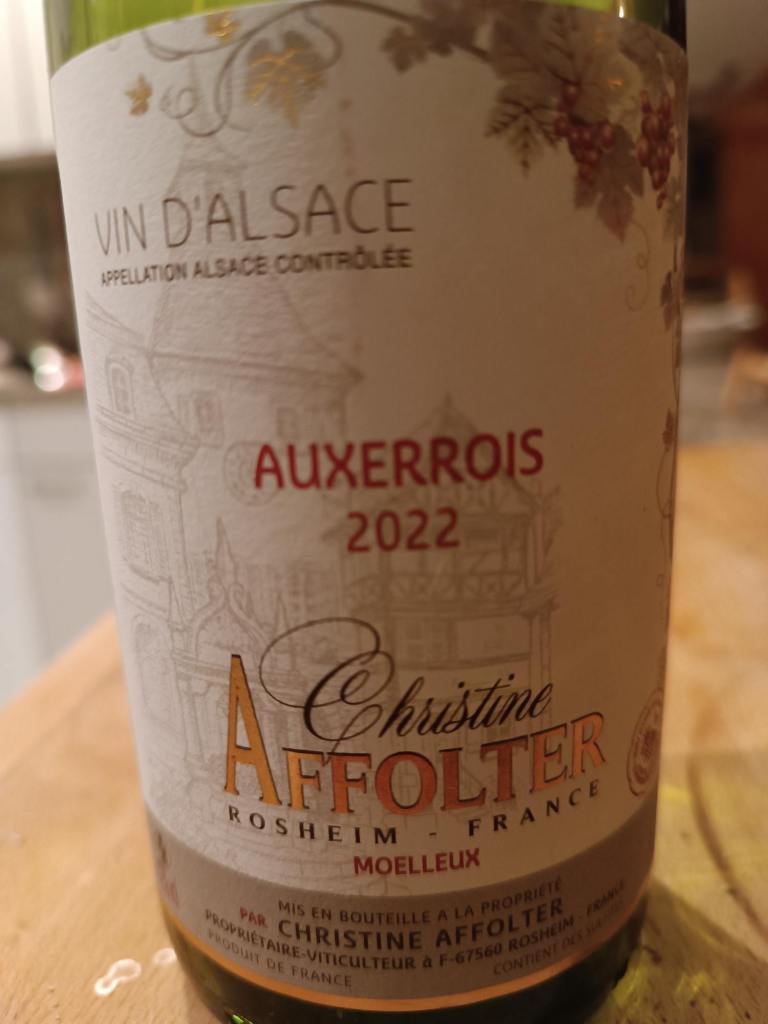 VIN D'ALSACE
APPELLATION ALSACE CONTRÔLÉE
AUXERROIS
2022
Christine
AFFOLTER
ROSHEIM - FRANCE
MOELLEUX
MIS EN BOUTEILLE A LA PROPRIÉTÉ
PAR CHRISTINE AFFOLTER
PROPRIÉTAIRE-VITICULTEUR à F-67560 ROSHEIM - FRANCE
PRODUIT DE FRANCE CONTIENT DES SULFITES